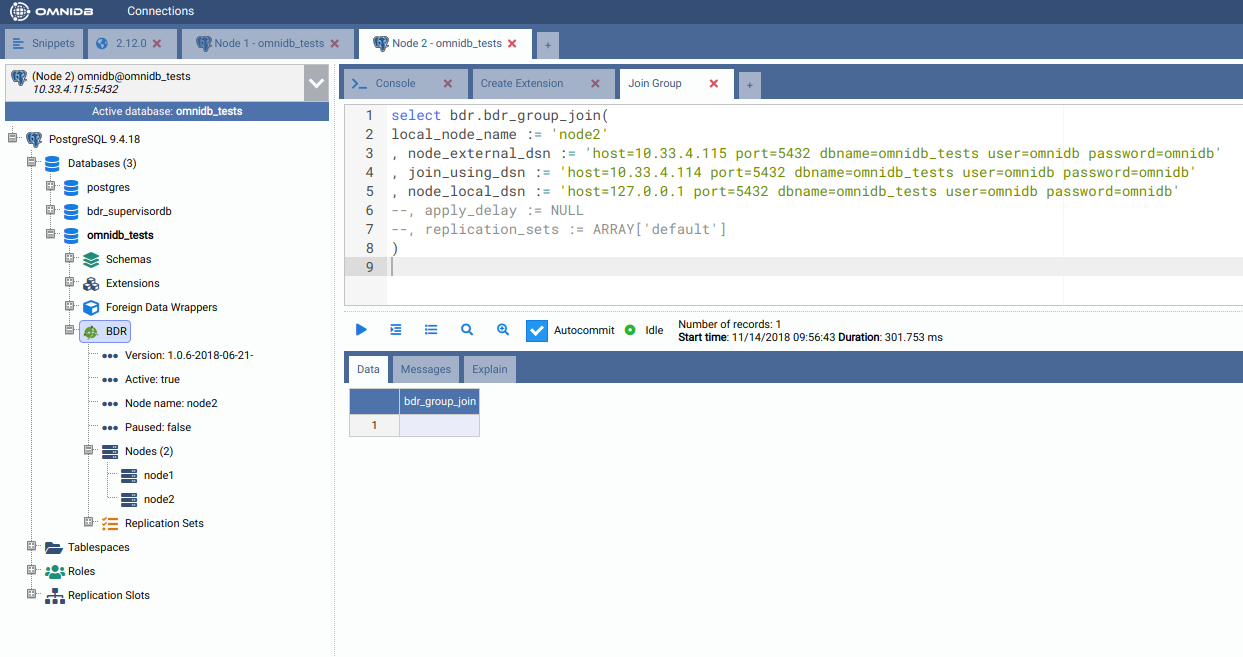 OMNIDB Connections
Snippets 2.12.0 Node 1 - omnidb_tests Node 2 - omnidb_tests +
(Node 2) omnidb@omnidb_tests
10.33.4.115:5432
Active database: omnidb_tests
PostgreSQL 9.4.18
Databases (3)
postgres
bdr_supervisordb
omnidb_tests
Schemas
Extensions
Foreign Data Wrappers
BDR
Version: 1.0.6-2018-06-21-
Active: true
Node name: node2
Paused: false
Nodes (2)
node1
node2
Replication Sets
Tablespaces
Roles
Replication Slots
Console Create Extension Join Group +
1 select bdr.bdr_group_join(
2 local_node_name := 'node2'
3 , node_external_dsn := 'host=10.33.4.115 port=5432 dbname=omnidb_tests user=omnidb password=omnidb'
4 , join_using_dsn := 'host=10.33.4.114 port=5432 dbname=omnidb_tests user=omnidb password=omnidb'
5 , node_local_dsn := 'host=127.0.0.1 port=5432 dbname=omnidb_tests user=omnidb password=omnidb'
6 --, apply_delay := NULL
7 --, replication_sets := ARRAY['default']
8 )
9
Autocommit Idle
Number of records: 1
Start time: 11/14/2018 09:56:43 Duration: 301.753 ms
Data Messages Explain
bdr_group_join
1